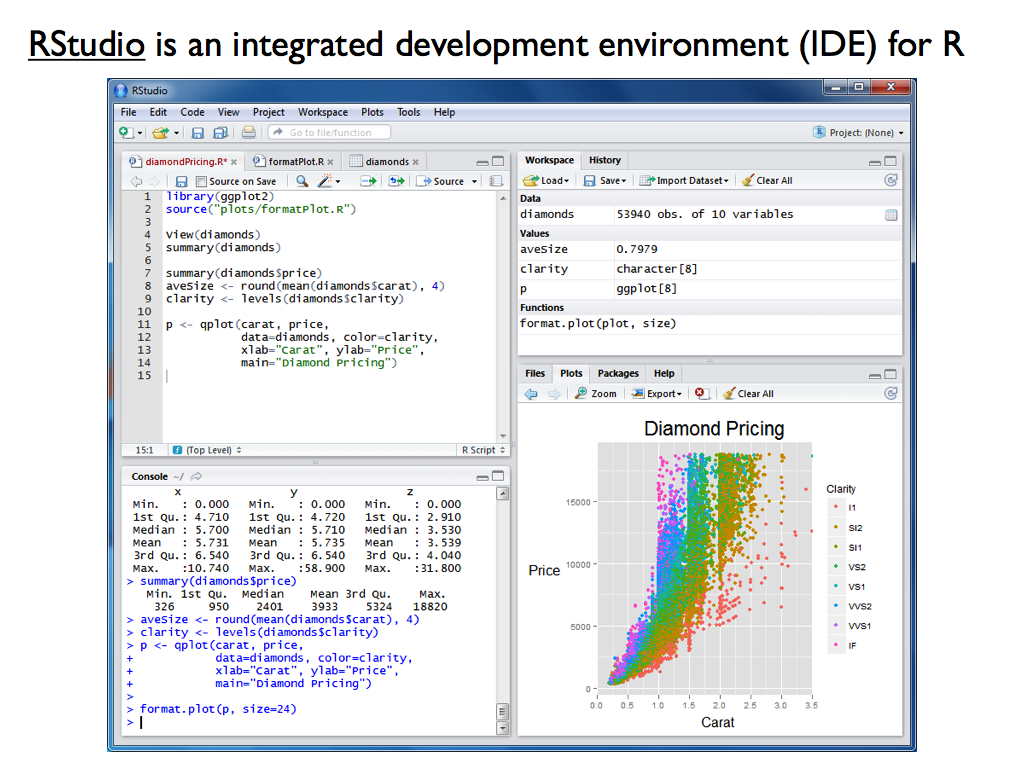 RStudio is an integrated development environment (IDE) for R
RStudio
File Edit Code View Project Workspace Plots Tools Help
Go to file/function
Project: (None)
diamondPricing.R* formatPlot.R diamonds
Source on Save Source
1 library(ggplot2)
2 source("plots/formatPlot.R")
3
4 View(diamonds)
5 summary(diamonds)
6
7 summary(diamonds$price)
8 aveSize <- round(mean(diamonds$carat), 4)
9 clarity <- levels(diamonds$clarity)
10
11 p <- qplot(carat, price,
12 data=diamonds, color=clarity,
13 xlab="Carat", ylab="Price",
14 main="Diamond Pricing")
15
15:1 (Top Level) R Script
Console ~/
x y z
Min. : 0.000 Min. : 0.000 Min. : 0.000
1st Qu.: 4.710 1st Qu.: 4.720 1st Qu.: 2.910
Median : 5.700 Median : 5.710 Median : 3.530
Mean : 5.731 Mean : 5.735 Mean : 3.539
3rd Qu.: 6.540 3rd Qu.: 6.540 3rd Qu.: 4.040
Max. :10.740 Max. :58.900 Max. :31.800
> summary(diamonds$price)
Min. 1st Qu. Median Mean 3rd Qu. Max.
326 950 2401 3933 5324 18820
> aveSize <- round(mean(diamonds$carat), 4)
> clarity <- levels(diamonds$clarity)
> p <- qplot(carat, price,
+ data=diamonds, color=clarity,
+ xlab="Carat", ylab="Price",
+ main="Diamond Pricing")
>
> format.plot(p, size=24)
>
Workspace History
Load Save Import Dataset Clear All
Data
diamonds 53940 obs. of 10 variables
Values
aveSize 0.7979
clarity character[8]
p ggplot[8]
Functions
format.plot(plot, size)
Files Plots Packages Help
Zoom Export Clear All
Diamond Pricing
Price
15000
10000
5000
0
0.0 0.5 1.0 1.5 2.0 2.5 3.0 3.5
Carat
Clarity
I1
SI2
SI1
VS2
VS1
VVS2
VVS1
IF